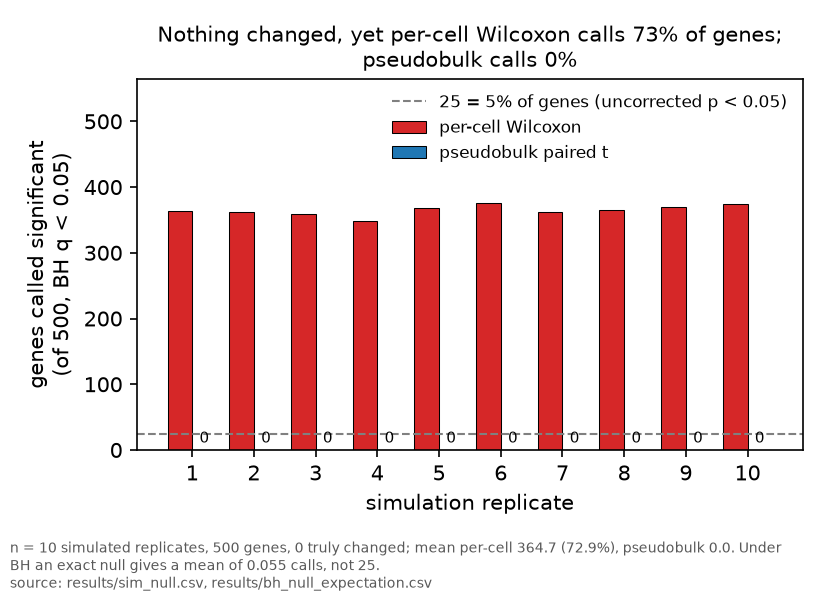 Nothing changed, yet per-cell Wilcoxon calls 73% of genes;
pseudobulk calls 0%
genes called significant
(of 500, BH q < 0.05)
500
400
300
200
100
0
25 = 5% of genes (uncorrected p < 0.05)
per-cell Wilcoxon
pseudobulk paired t
0 0 0 0 0 0 0 0 0 0
1 2 3 4 5 6 7 8 9 10
simulation replicate
n = 10 simulated replicates, 500 genes, 0 truly changed; mean per-cell 364.7 (72.9%), pseudobulk 0.0. Under
BH an exact null gives a mean of 0.055 calls, not 25.
source: results/sim_null.csv, results/bh_null_expectation.csv